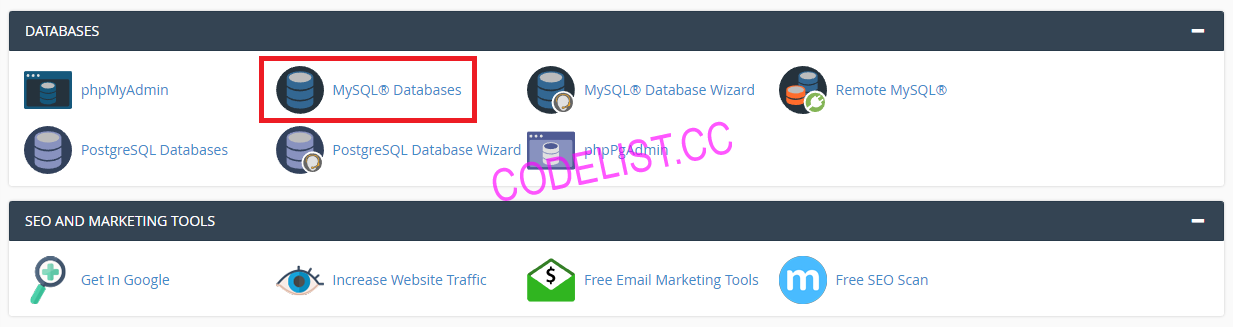 DATABASES
phpMyAdmin
MySQL® Databases
MySQL® Database Wizard
Remote MySQL®
PostgreSQL Databases
PostgreSQL Database Wizard
phpPgAdmin
CODELIST.CC
SEO AND MARKETING TOOLS
Get In Google
Increase Website Traffic
$
Free Email Marketing Tools
m
Free SEO Scan